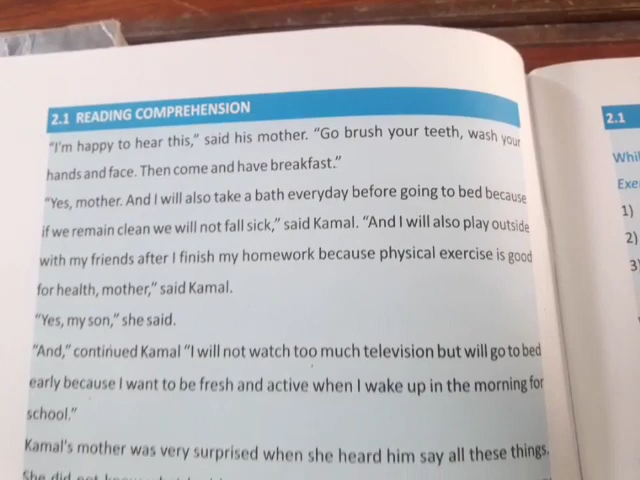 2.1 READING COMPREHENSION
"I'm happy to hear this," said his mother. "Go brush your teeth, wash your
hands and face. Then come and have breakfast."
"Yes, mother. And I will also take a bath everyday before going to bed because
if we remain clean we will not fall sick," said Kamal. "And I will also play outside
with my friends after I finish my homework because physical exercise is good
for health, mother," said Kamal.
"Yes, my son," she said.
"And," continued Kamal "I will not watch too much television but will go to bed
early because I want to be fresh and active when I wake up in the morning for
school."
Kamal's mother was very surprised when she heard him say all these things.
She did not
2.1
1)
2)
3)